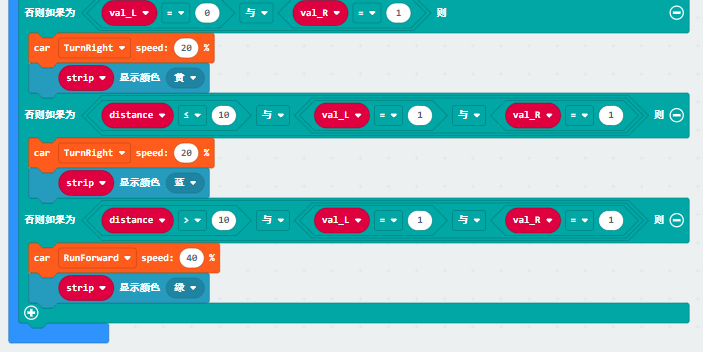 否则如果为 val_L = 0 与 val_R = 1 则
car TurnRight speed: 20 %
strip 显示颜色 黄
否则如果为 distance ≤ 10 与 val_L = 1 与 val_R = 1 则
car TurnRight speed: 20 %
strip 显示颜色 蓝
否则如果为 distance > 10 与 val_L = 1 与 val_R = 1 则
car RunForward speed: 40 %
strip 显示颜色 绿